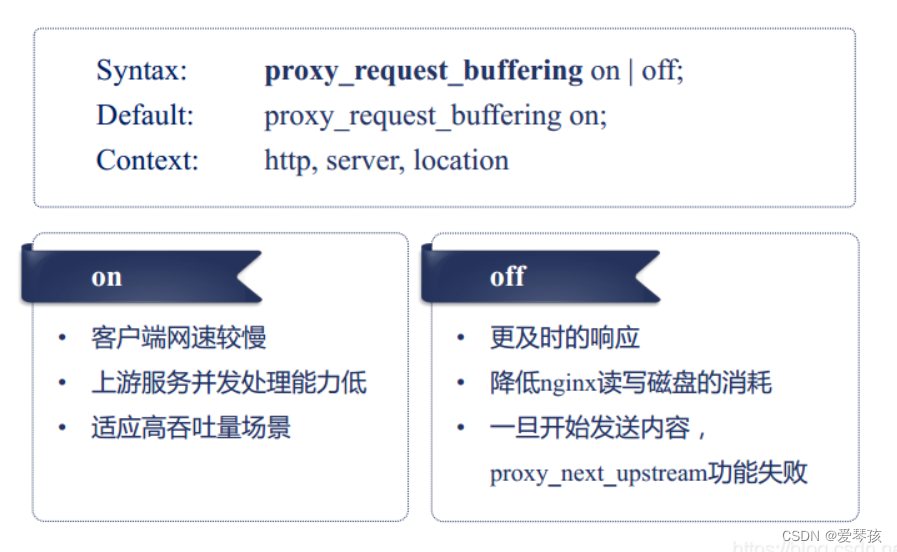 Syntax: proxy_request_buffering on | off;
Default: proxy_request_buffering on;
Context: http, server, location
on
• 客户端网速较慢
• 上游服务并发处理能力低
• 适应高吞吐量场景
off
• 更及时的响应
• 降低nginx读写磁盘的消耗
• 一旦开始发送内容，
proxy_next_upstream功能失败
CSDN @爱琴孩